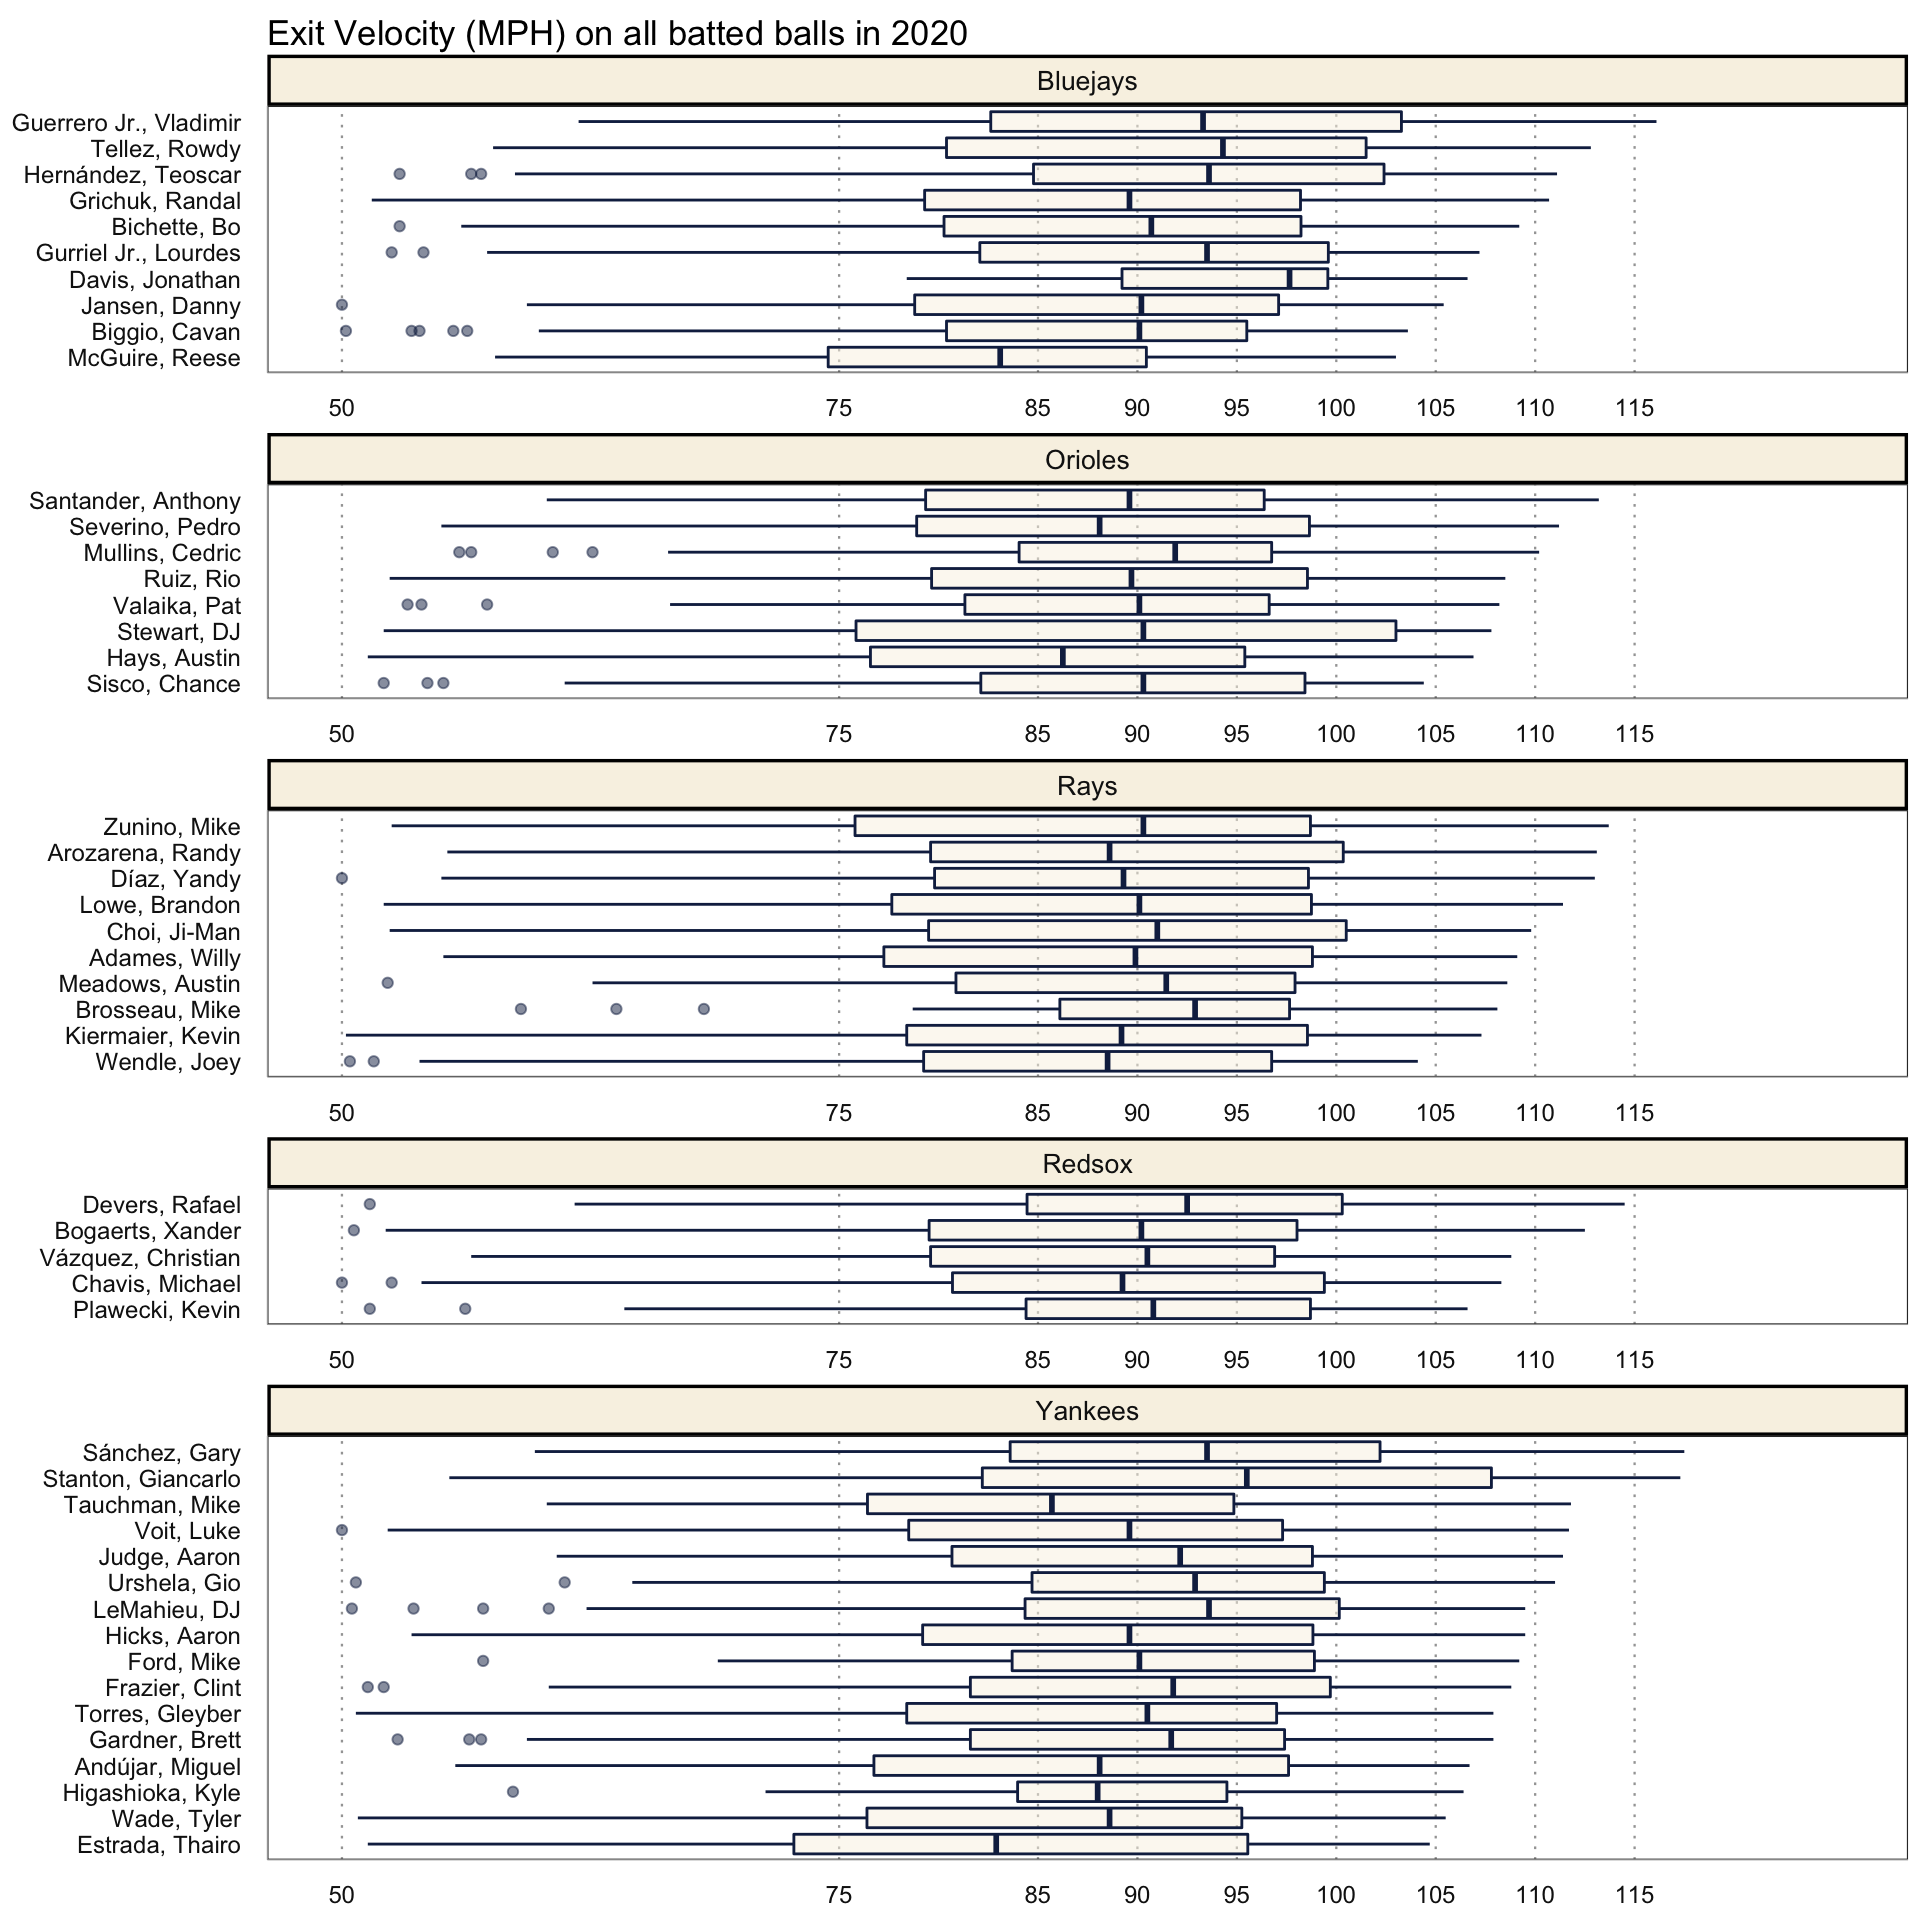 Exit Velocity (MPH) on all batted balls in 2020
Bluejays
Guerrero Jr., Vladimir
Tellez, Rowdy
Hernández, Teoscar
Grichuk, Randal
Bichette, Bo
Gurriel Jr., Lourdes
Davis, Jonathan
Jansen, Danny
Biggio, Cavan
McGuire, Reese
50 75 85 90 95 100 105 110 115
Orioles
Santander, Anthony
Severino, Pedro
Mullins, Cedric
Ruiz, Rio
Valaika, Pat
Stewart, DJ
Hays, Austin
Sisco, Chance
50 75 85 90 95 100 105 110 115
Rays
Zunino, Mike
Arozarena, Randy
Díaz, Yandy
Lowe, Brandon
Choi, Ji-Man
Adames, Willy
Meadows, Austin
Brosseau, Mike
Kiermaier, Kevin
Wendle, Joey
50 75 85 90 95 100 105 110 115
Redsox
Devers, Rafael
Bogaerts, Xander
Vázquez, Christian
Chavis, Michael
Plawecki, Kevin
50 75 85 90 95 100 105 110 115
Yankees
Sánchez, Gary
Stanton, Giancarlo
Tauchman, Mike
Voit, Luke
Judge, Aaron
Urshela, Gio
LeMahieu, DJ
Hicks, Aaron
Ford, Mike
Frazier, Clint
Torres, Gleyber
Gardner, Brett
Andújar, Miguel
Higashioka, Kyle
Wade, Tyler
Estrada, Thairo
50 75 85 90 95 100 105 110 115